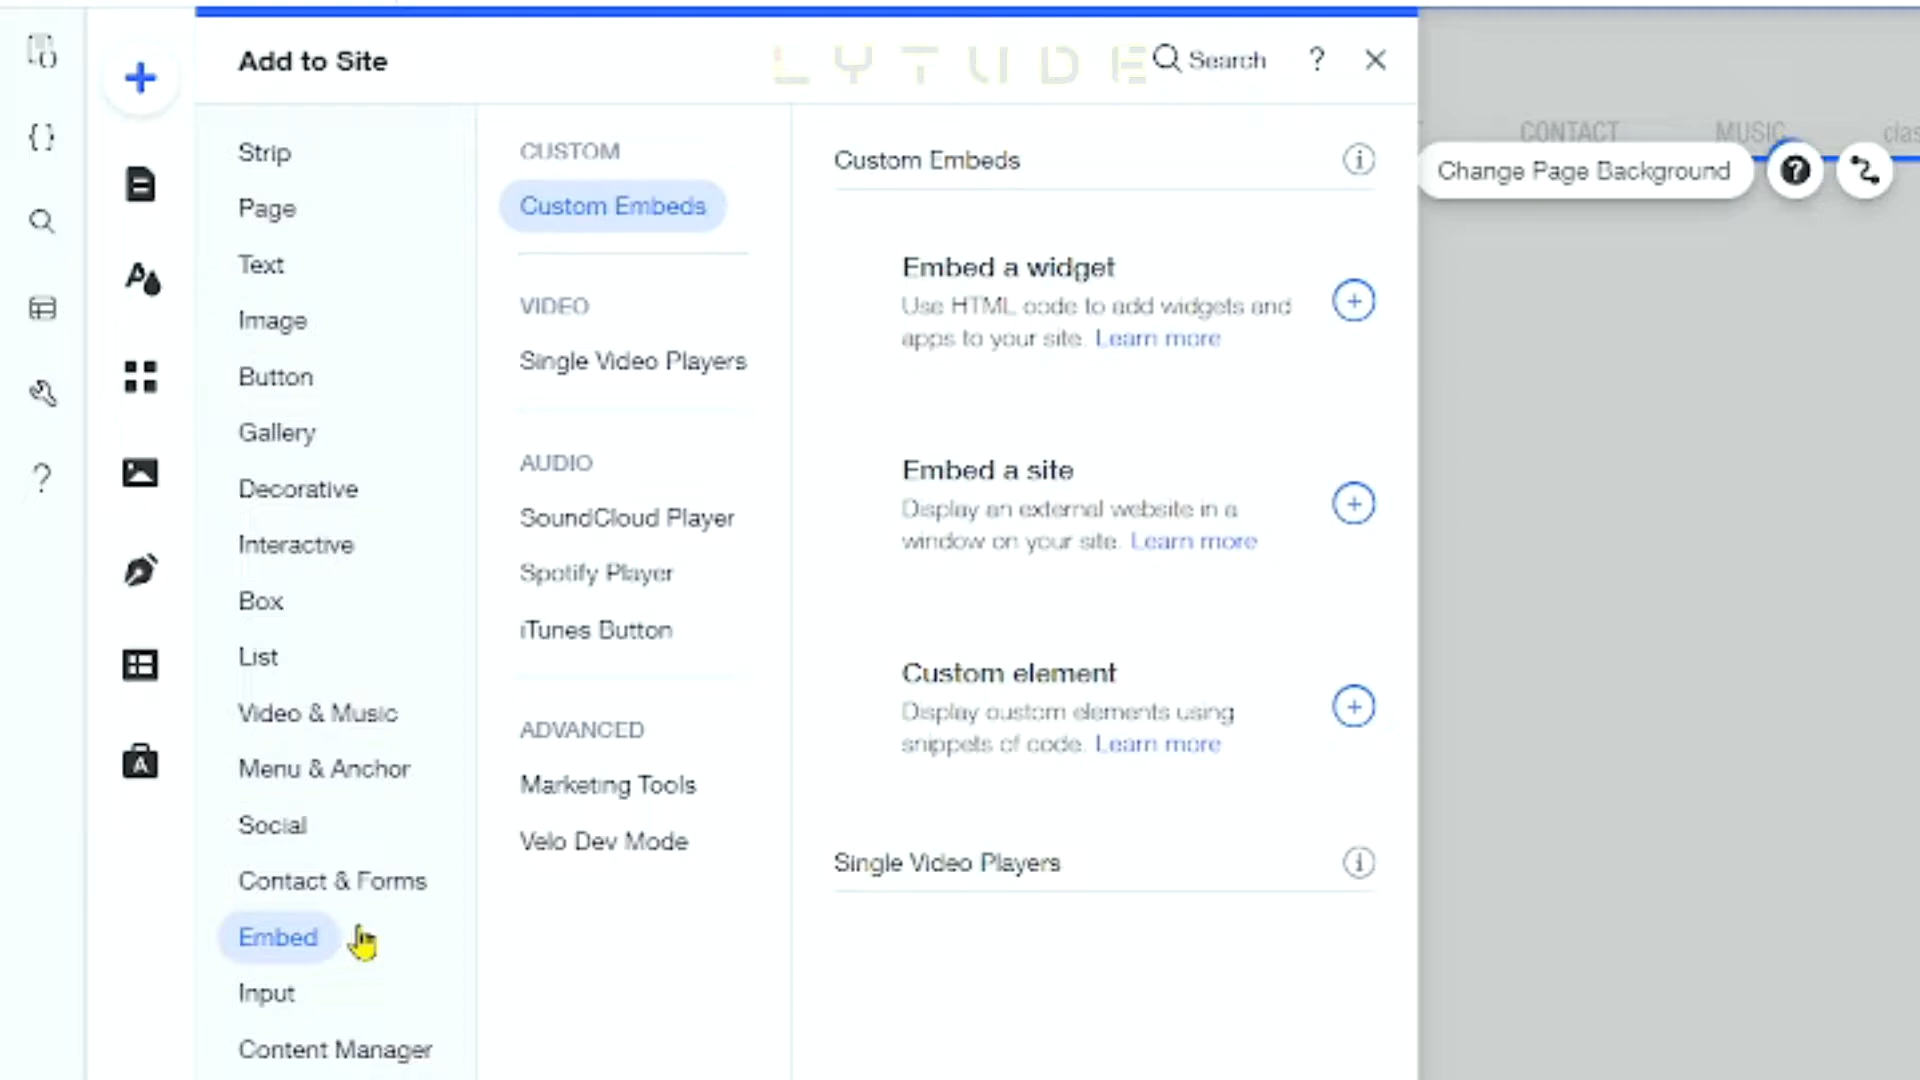 Add to Site
LYTUDE
Search
?
CONTACT
MUSIC
clas
Change Page Background
?
Strip
Page
Text
Image
Button
Gallery
Decorative
Interactive
Box
List
Video & Music
Menu & Anchor
Social
Contact & Forms
Embed
Input
Content Manager
CUSTOM
Custom Embeds
VIDEO
Single Video Players
AUDIO
SoundCloud Player
Spotify Player
iTunes Button
ADVANCED
Marketing Tools
Velo Dev Mode
Custom Embeds
Embed a widget
Use HTML code to add widgets and
apps to your site. Learn more
Embed a site
Display an external website in a
window on your site. Learn more
Custom element
Display custom elements using
snippets of code. Learn more
Single Video Players